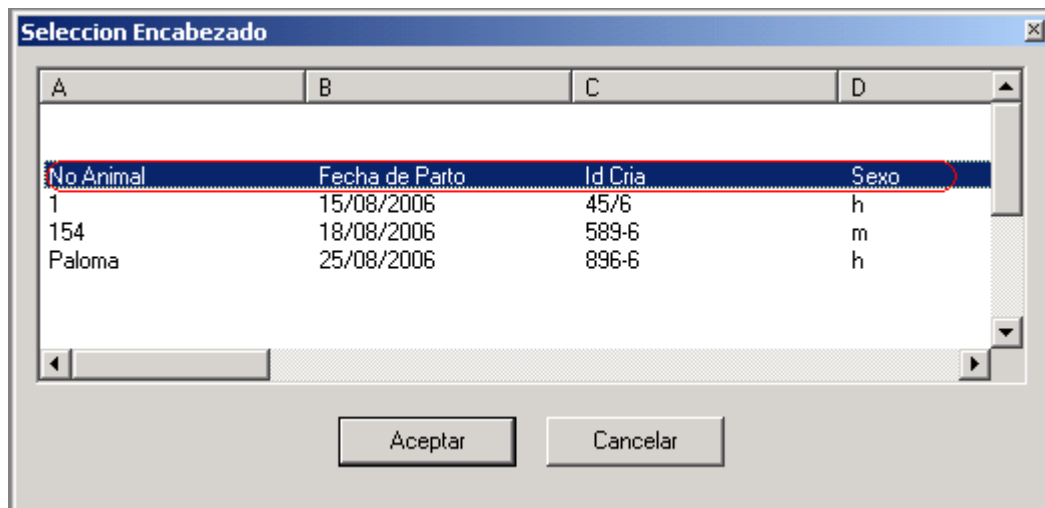 Seleccion Encabezado
A B C D
No Animal Fecha de Parto Id Cria Sexo
1 15/08/2006 45/6 h
154 18/08/2006 589-6 m
Paloma 25/08/2006 896-6 h
Aceptar Cancelar